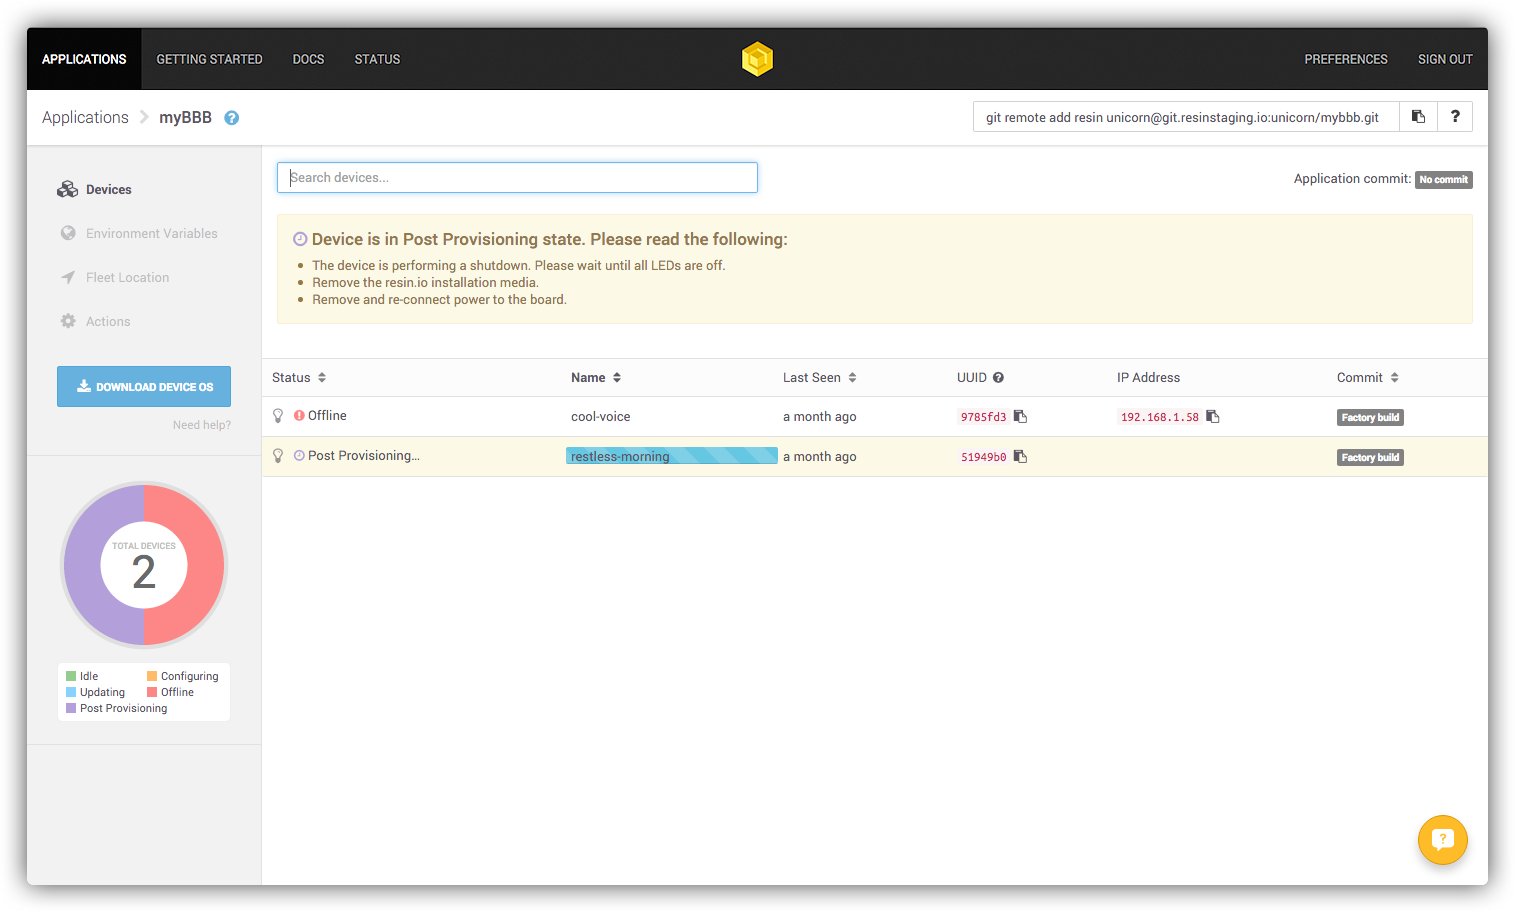 APPLICATIONS GETTING STARTED DOCS STATUS PREFERENCES SIGN OUT
Applications myBBB ? git remote add resin unicorn@git.resinstaging.io:unicorn/mybbb.git ?
Devices
Environment Variables
Fleet Location
Actions
DOWNLOAD DEVICE OS
Need help?
TOTAL DEVICES
2
Idle Configuring
Updating Offline
Post Provisioning
Search devices...
Application commit: No commit
Device is in Post Provisioning state. Please read the following:
• The device is performing a shutdown. Please wait until all LEDs are off.
• Remove the resin.io installation media.
• Remove and re-connect power to the board.
Status Name Last Seen UUID ? IP Address Commit
! Offline cool-voice a month ago 9785fd3 192.168.1.58 Factory build
Post Provisioning... restless-morning a month ago 51949b0 Factory build
?